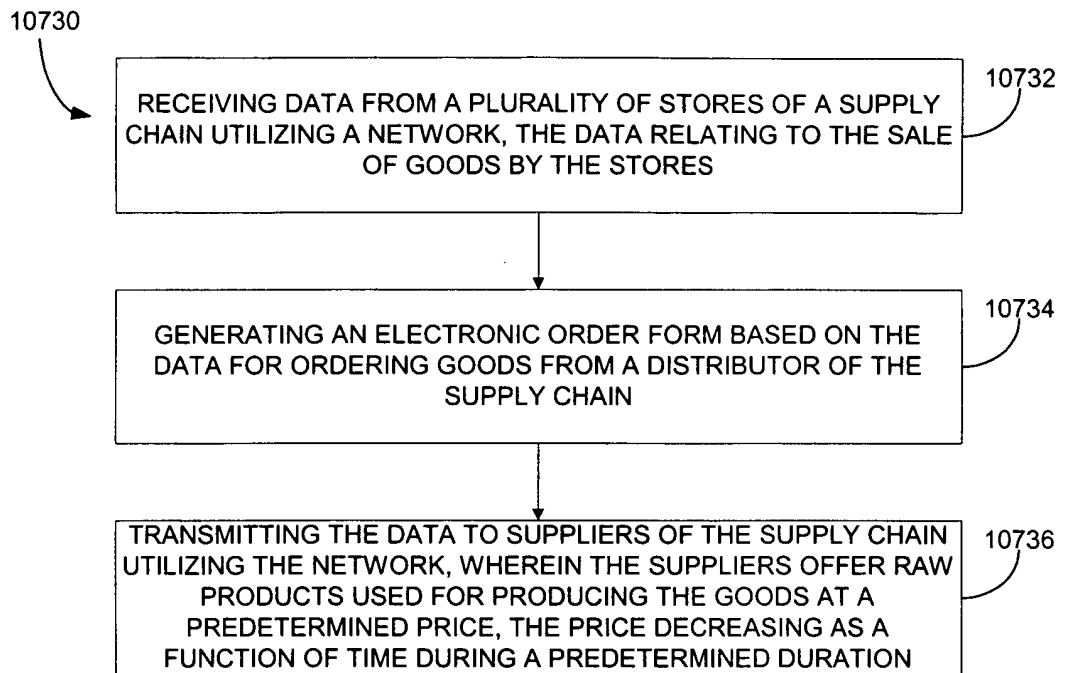 10730
10732
RECEIVING DATA FROM A PLURALITY OF STORES OF A SUPPLY
CHAIN UTILIZING A NETWORK, THE DATA RELATING TO THE SALE
OF GOODS BY THE STORES
10734
GENERATING AN ELECTRONIC ORDER FORM BASED ON THE
DATA FOR ORDERING GOODS FROM A DISTRIBUTOR OF THE
SUPPLY CHAIN
10736
TRANSMITTING THE DATA TO SUPPLIERS OF THE SUPPLY CHAIN
UTILIZING THE NETWORK, WHEREIN THE SUPPLIERS OFFER RAW
PRODUCTS USED FOR PRODUCING THE GOODS AT A
PREDETERMINED PRICE, THE PRICE DECREASING AS A
FUNCTION OF TIME DURING A PREDETERMINED DURATION